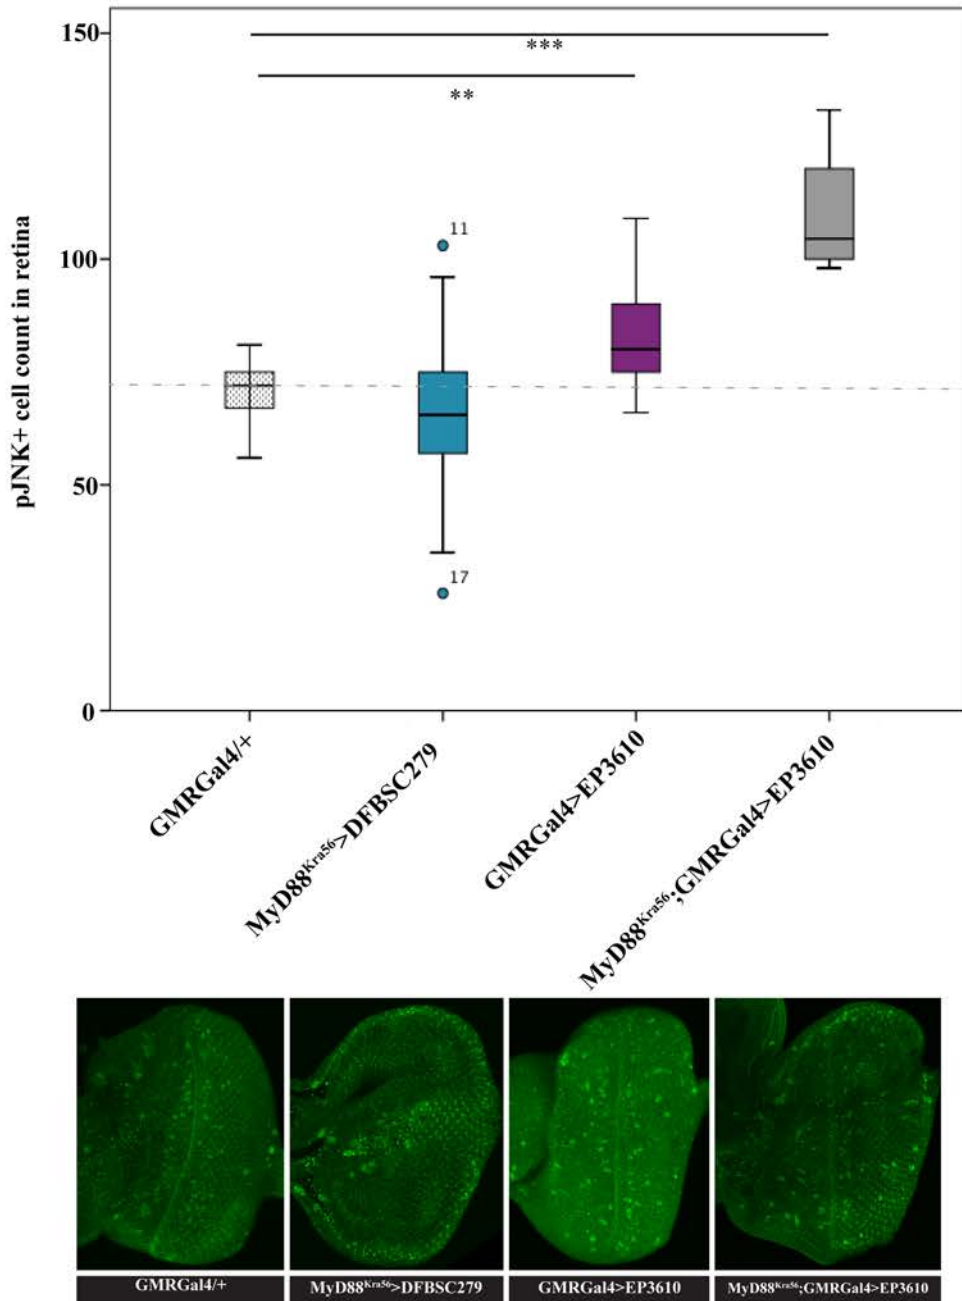 150
***
**
11
100
pJNK+ cell count in retina
50
17
0
GMRGal4/+
MyD88Kra56>DFBSC279
GMRGal4>EP3610
MyD88Kra56;GMRGal4>EP3610
GMRGal4/+
MyD88Kra56>DFBSC279
GMRGal4>EP3610
MyD88Kra56;GMRGal4>EP3610